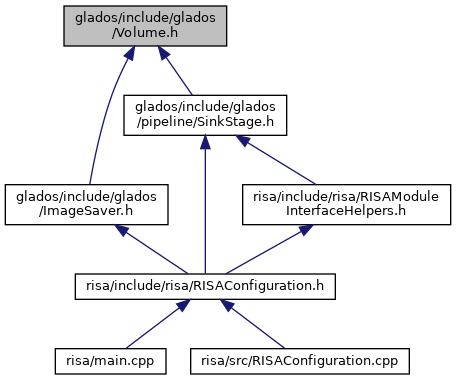 glados/include/glados
/Volume.h
glados/include/glados
/pipeline/SinkStage.h
glados/include/glados
/ImageSaver.h
risa/include/risa/RISAModule
InterfaceHelpers.h
risa/include/risa/RISAConfiguration.h
risa/main.cpp
risa/src/RISAConfiguration.cpp